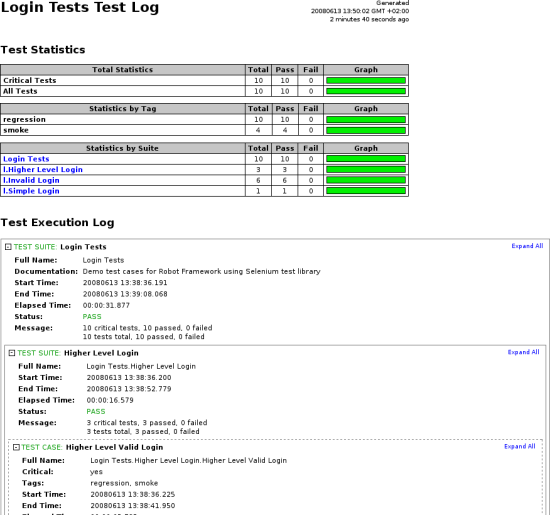 Login Tests Test Log
Generated
20080613 13:50:02 GMT +02:00
2 minutes 40 seconds ago
Test Statistics
Total Statistics Total Pass Fail Graph
Critical Tests 10 10 0
All Tests 10 10 0
Statistics by Tag Total Pass Fail Graph
regression 10 10 0
smoke 4 4 0
Statistics by Suite Total Pass Fail Graph
Login Tests 10 10 0
l.Higher Level Login 3 3 0
l.Invalid Login 6 6 0
l.Simple Login 1 1 0
Test Execution Log
- TEST SUITE: Login Tests Expand All
Full Name: Login Tests
Documentation: Demo test cases for Robot Framework using Selenium test library
Start Time: 20080613 13:38:36.191
End Time: 20080613 13:39:08.068
Elapsed Time: 00:00:31.877
Status: PASS
Message: 10 critical tests, 10 passed, 0 failed
10 tests total, 10 passed, 0 failed
- TEST SUITE: Higher Level Login Expand All
Full Name: Login Tests.Higher Level Login
Start Time: 20080613 13:38:36.200
End Time: 20080613 13:38:52.779
Elapsed Time: 00:00:16.579
Status: PASS
Message: 3 critical tests, 3 passed, 0 failed
3 tests total, 3 passed, 0 failed
- TEST CASE: Higher Level Valid Login Expand All
Full Name: Login Tests.Higher Level Login.Higher Level Valid Login
Critical: yes
Tags: regression, smoke
Start Time: 20080613 13:38:36.225
End Time: 20080613 13:38:41.950